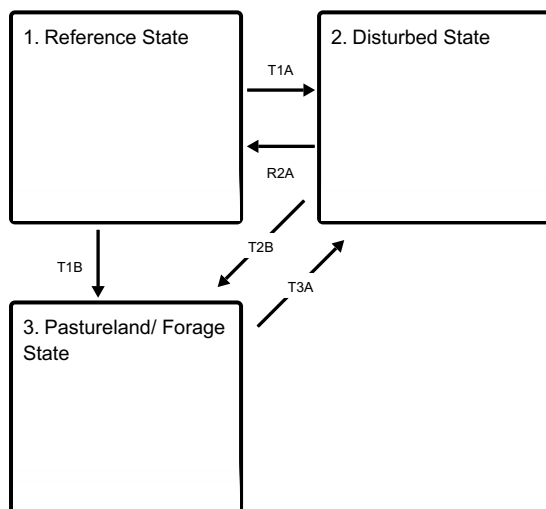 1. Reference State
2. Disturbed State
T1A
R2A
T2B
T1B
T3A
3. Pastureland/ Forage
State